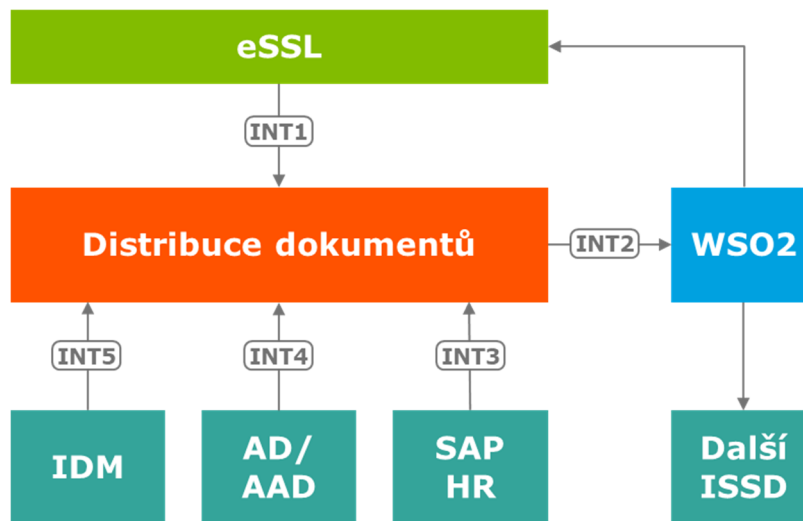 eSSL
INT1
Distribuce dokumentů
INT2
WSO2
INT5
INT4
INT3
IDM
AD/
AAD
SAP
HR
Další
ISSD